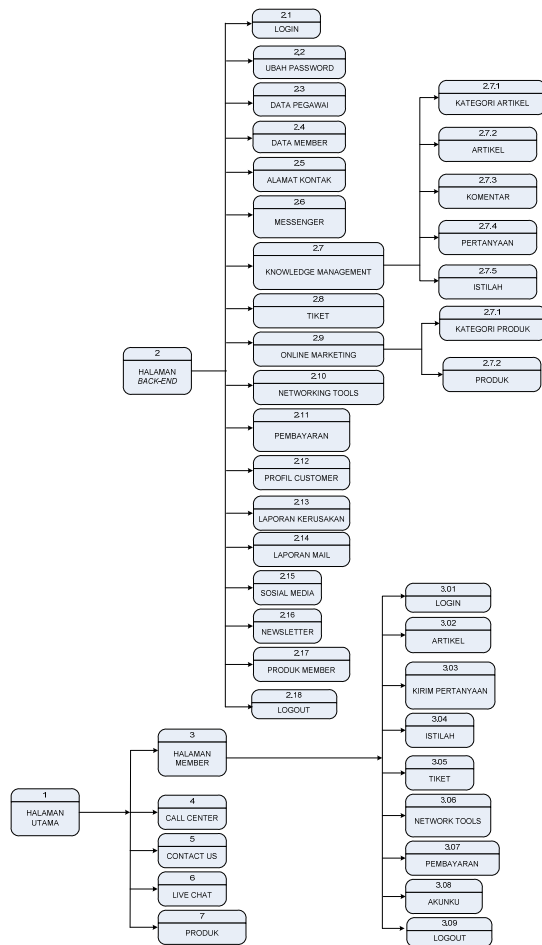 2.1
LOGIN
2.2
UBAH PASSWORD
2.3
DATA PEGAWAI
2.4
DATA MEMBER
2.5
ALAMAT KONTAK
2.6
MESSENGER
2.7
KNOWLEDGE MANAGEMENT
2.7.1
KATEGORI ARTIKEL
2.7.2
ARTIKEL
2.7.3
KOMENTAR
2.7.4
PERTANYAAN
2.7.5
ISTILAH
2.8
TIKET
2.9
ONLINE MARKETING
2.7.1
KATEGORI PRODUK
2.7.2
PRODUK
2
HALAMAN
BACK-END
2.10
NETWORKING TOOLS
2.11
PEMBAYARAN
2.12
PROFIL CUSTOMER
2.13
LAPORAN KERUSAKAN
2.14
LAPORAN MAIL
2.15
SOSIAL MEDIA
2.16
NEWSLETTER
2.17
PRODUK MEMBER
2.18
LOGOUT
1
HALAMAN
UTAMA
3
HALAMAN
MEMBER
4
CALL CENTER
5
CONTACT US
6
LIVE CHAT
7
PRODUK
3.01
LOGIN
3.02
ARTIKEL
3.03
KIRIM PERTANYAAN
3.04
ISTILAH
3.05
TIKET
3.06
NETWORK TOOLS
3.07
PEMBAYARAN
3.08
AKUNKU
3.09
LOGOUT